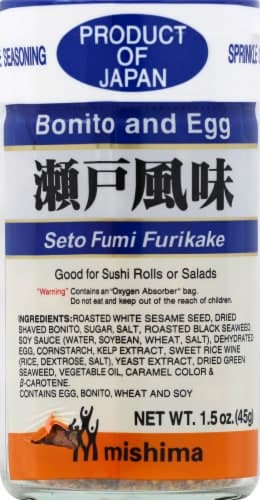 PRODUCT
OF
JAPAN
SEASONING
SPRINKLE
Bonito and Egg
瀬戸風味
Seto Fumi Furikake
Good for Sushi Rolls or Salads
"Warning" Contains an "Oxygen Absorber" bag.
Do not eat and keep out of the reach of children.
INGREDIENTS:ROASTED WHITE SESAME SEED, DRIED
SHAVED BONITO, SUGAR, SALT, ROASTED BLACK SEAWEED,
SOY SAUCE (WATER, SOYBEAN, WHEAT, SALT), DEHYDRATED
EGG, CORNSTARCH, KELP EXTRACT, SWEET RICE WINE
(RICE, DEXTROSE, SALT), YEAST EXTRACT, DRIED GREEN
SEAWEED, VEGETABLE OIL, CARAMEL COLOR &
β-CAROTENE.
CONTAINS EGG, BONITO, WHEAT AND SOY
NET WT. 1.5 oz. (45g)
mishima